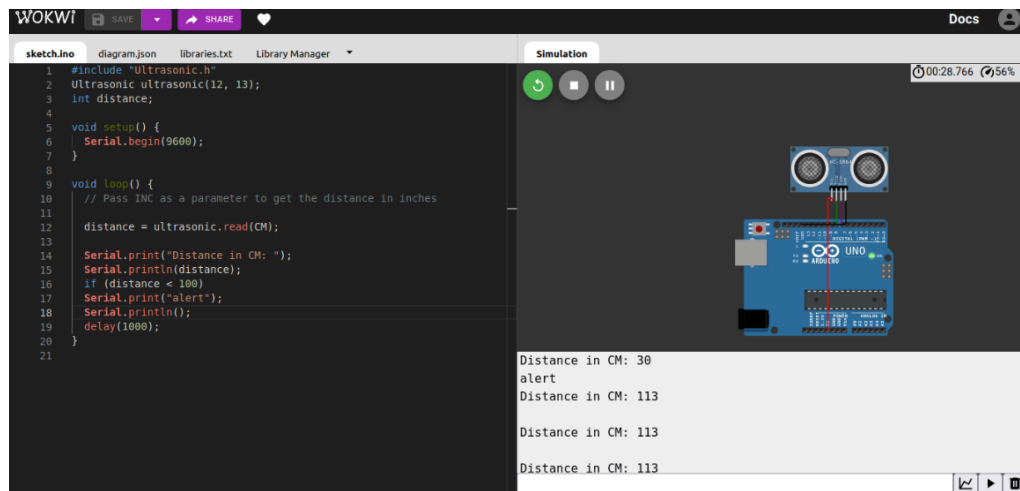 WOKWi SAVE SHARE Docs
sketch.ino diagram.json libraries.txt Library Manager Simulation
1 #include "Ultrasonic.h"
2 Ultrasonic ultrasonic(12, 13);
3 int distance;
4
5 void setup() {
6 Serial.begin(9600);
7 }
8
9 void loop() {
10 // Pass INC as a parameter to get the distance in inches
11
12 distance = ultrasonic.read(CM);
13
14 Serial.print("Distance in CM: ");
15 Serial.println(distance);
16 if (distance < 100)
17 Serial.print("alert");
18 Serial.println();
19 delay(1000);
20 }
21
00:28.766 56%
UNO
ARDUINO
Distance in CM: 30
alert
Distance in CM: 113
Distance in CM: 113
Distance in CM: 113